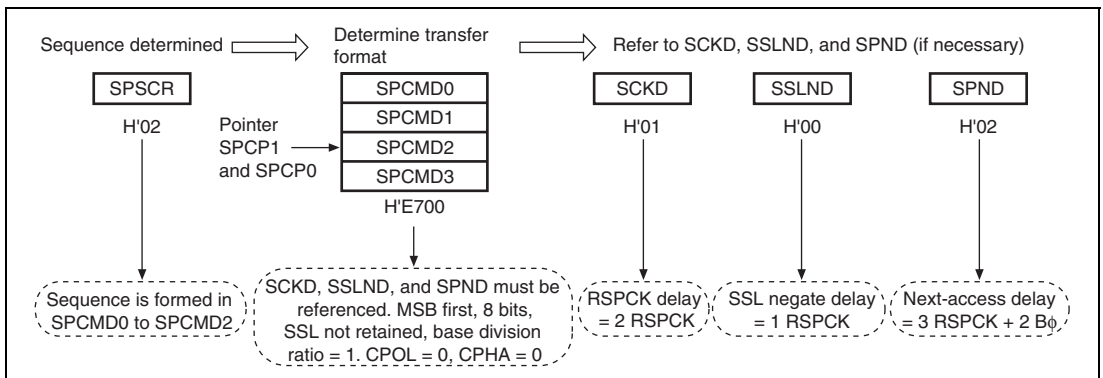 Sequence determined
Determine transfer
format
Refer to SCKD, SSLND, and SPND (if necessary)
SPSCR
H'02
Pointer
SPCP1
and SPCP0
SPCMD0
SPCMD1
SPCMD2
SPCMD3
H'E700
SCKD
H'01
SSLND
H'00
SPND
H'02
Sequence is formed in
SPCMD0 to SPCMD2
SCKD, SSLND, and SPND must be
referenced. MSB first, 8 bits,
SSL not retained, base division
ratio = 1. CPOL = 0, CPHA = 0
RSPCK delay
= 2 RSPCK
SSL negate delay
= 1 RSPCK
Next-access delay
= 3 RSPCK + 2 Bϕ